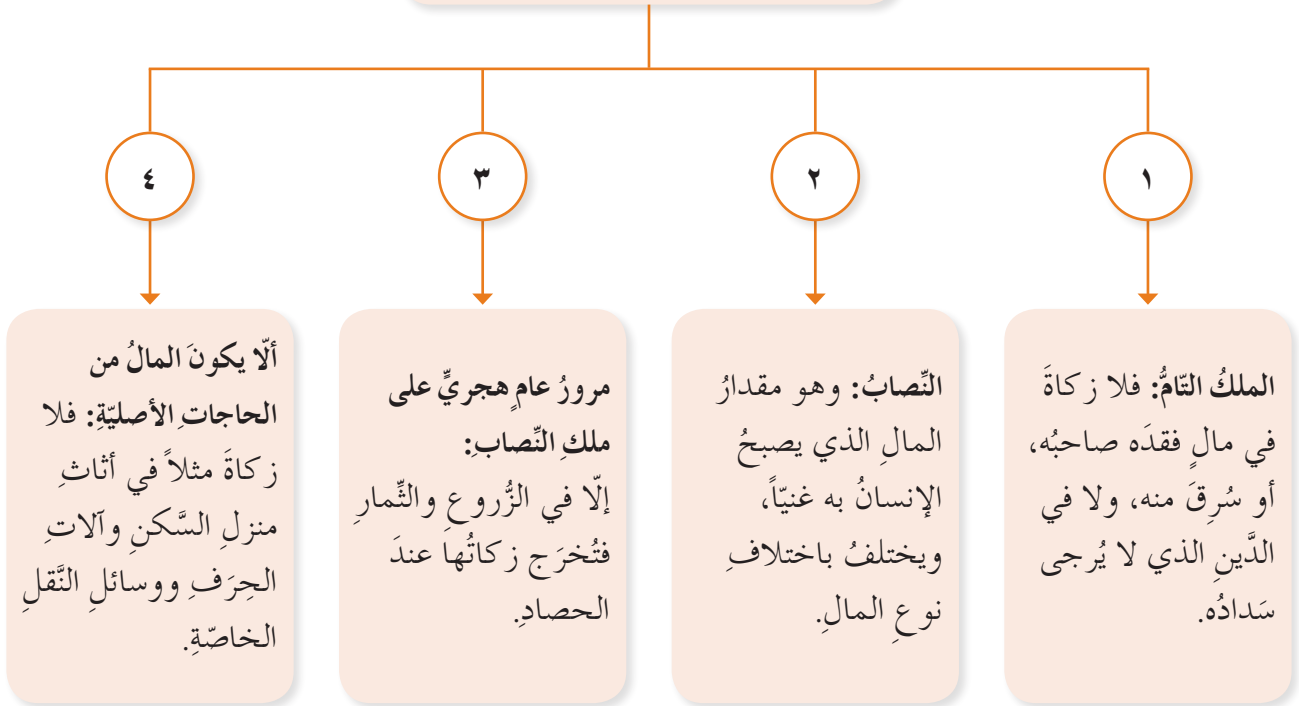 ١
٢
٣
٤
الملكُ التّامُّ: فلا زكاةَ
في مالٍ فقدَه صاحبُه،
أو سُرِقَ منه، ولا في
الدَّينِ الذي لا يُرجى
سَدادُه.
النِّصابُ: وهو مقدارُ
المالِ الذي يصبحُ
الإنسانُ به غنيّاً،
ويختلفُ باختلافِ
نوعِ المالِ.
مرورُ عامٍ هجريٍّ على
ملكِ النِّصابِ:
إلّا في الزُّروعِ والثِّمارِ
فتُخرَج زكاتُها عندَ
الحصادِ.
ألّا يكونَ المالُ من
الحاجاتِ الأصليّةِ: فلا
زكاةَ مثلاً في أثاثِ
منزلِ السَّكنِ وآلاتِ
الحِرَفِ ووسائلِ النَّقلِ
الخاصّةِ.